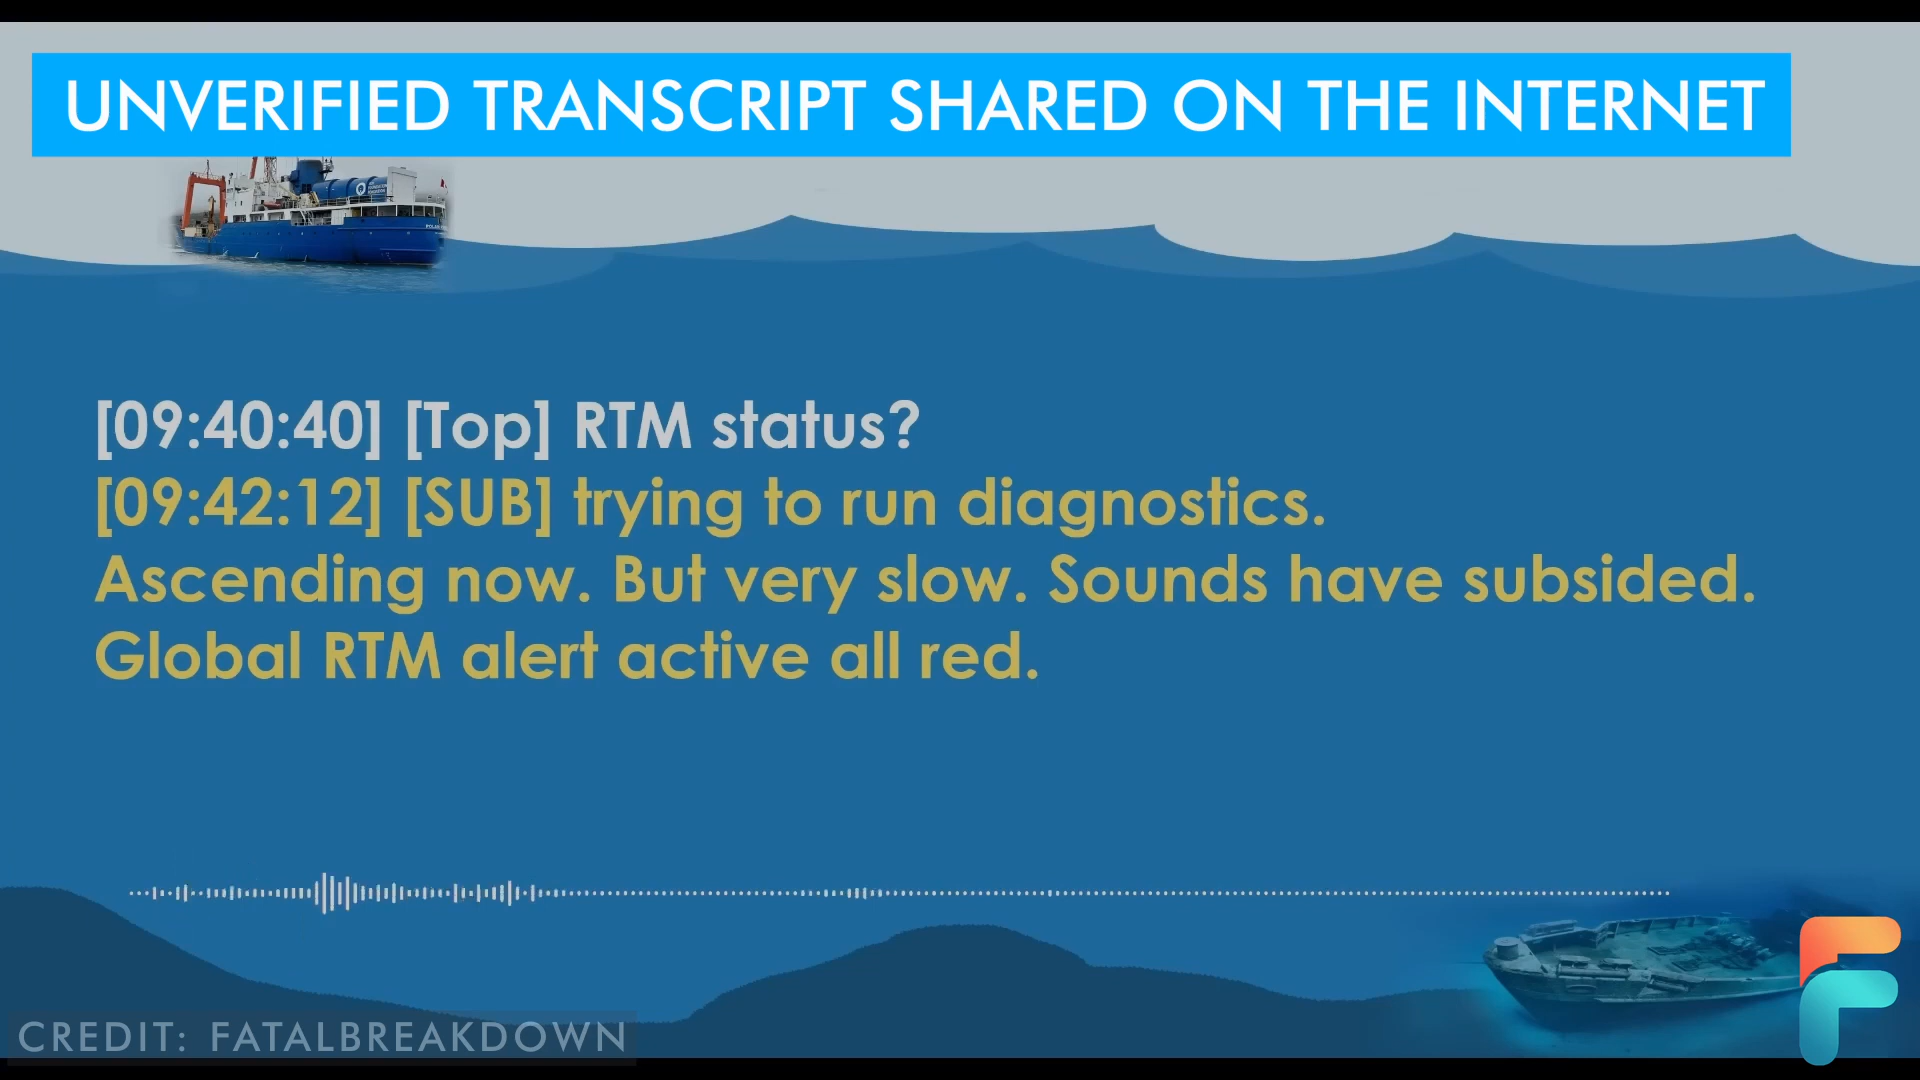 UNVERIFIED TRANSCRIPT SHARED ON THE INTERNET
[09:40:40] [Top] RTM status?
[09:42:12] [SUB] trying to run diagnostics.
Ascending now. But very slow. Sounds have subsided.
Global RTM alert active all red.
CREDIT: FATALBREAKDOWN